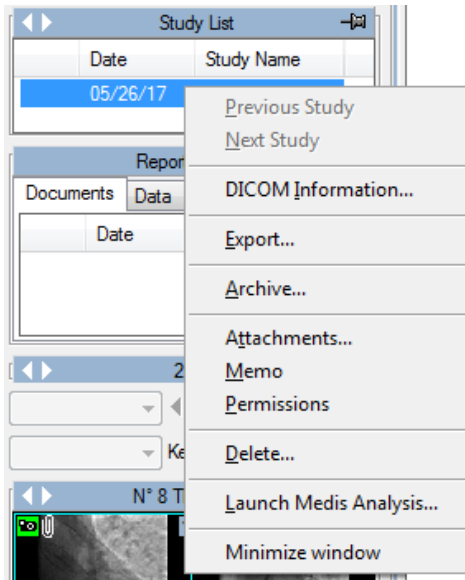 Study List
Date Study Name
05/26/17
Previous Study
Next Study
Repor
DICOM Information...
Documents Data
Date
Export...
Archive...
Attachments...
2
Memo
Permissions
Ke
Delete...
N° 8 T
Launch Medis Analysis...
Minimize window